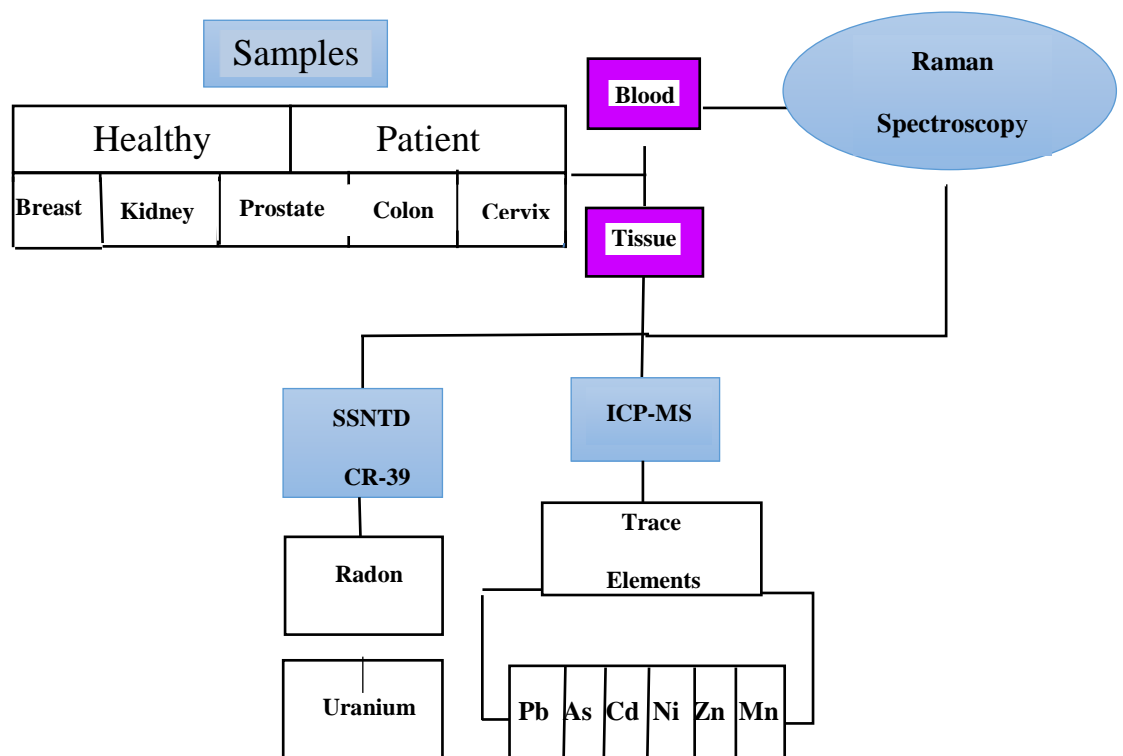 Samples
Healthy Patient
Breast Kidney Prostate Colon Cervix
Blood
Tissue
Raman
Spectroscopy
SSNTD
CR-39
Radon
Uranium
ICP-MS
Trace
Elements
Pb As Cd Ni Zn Mn